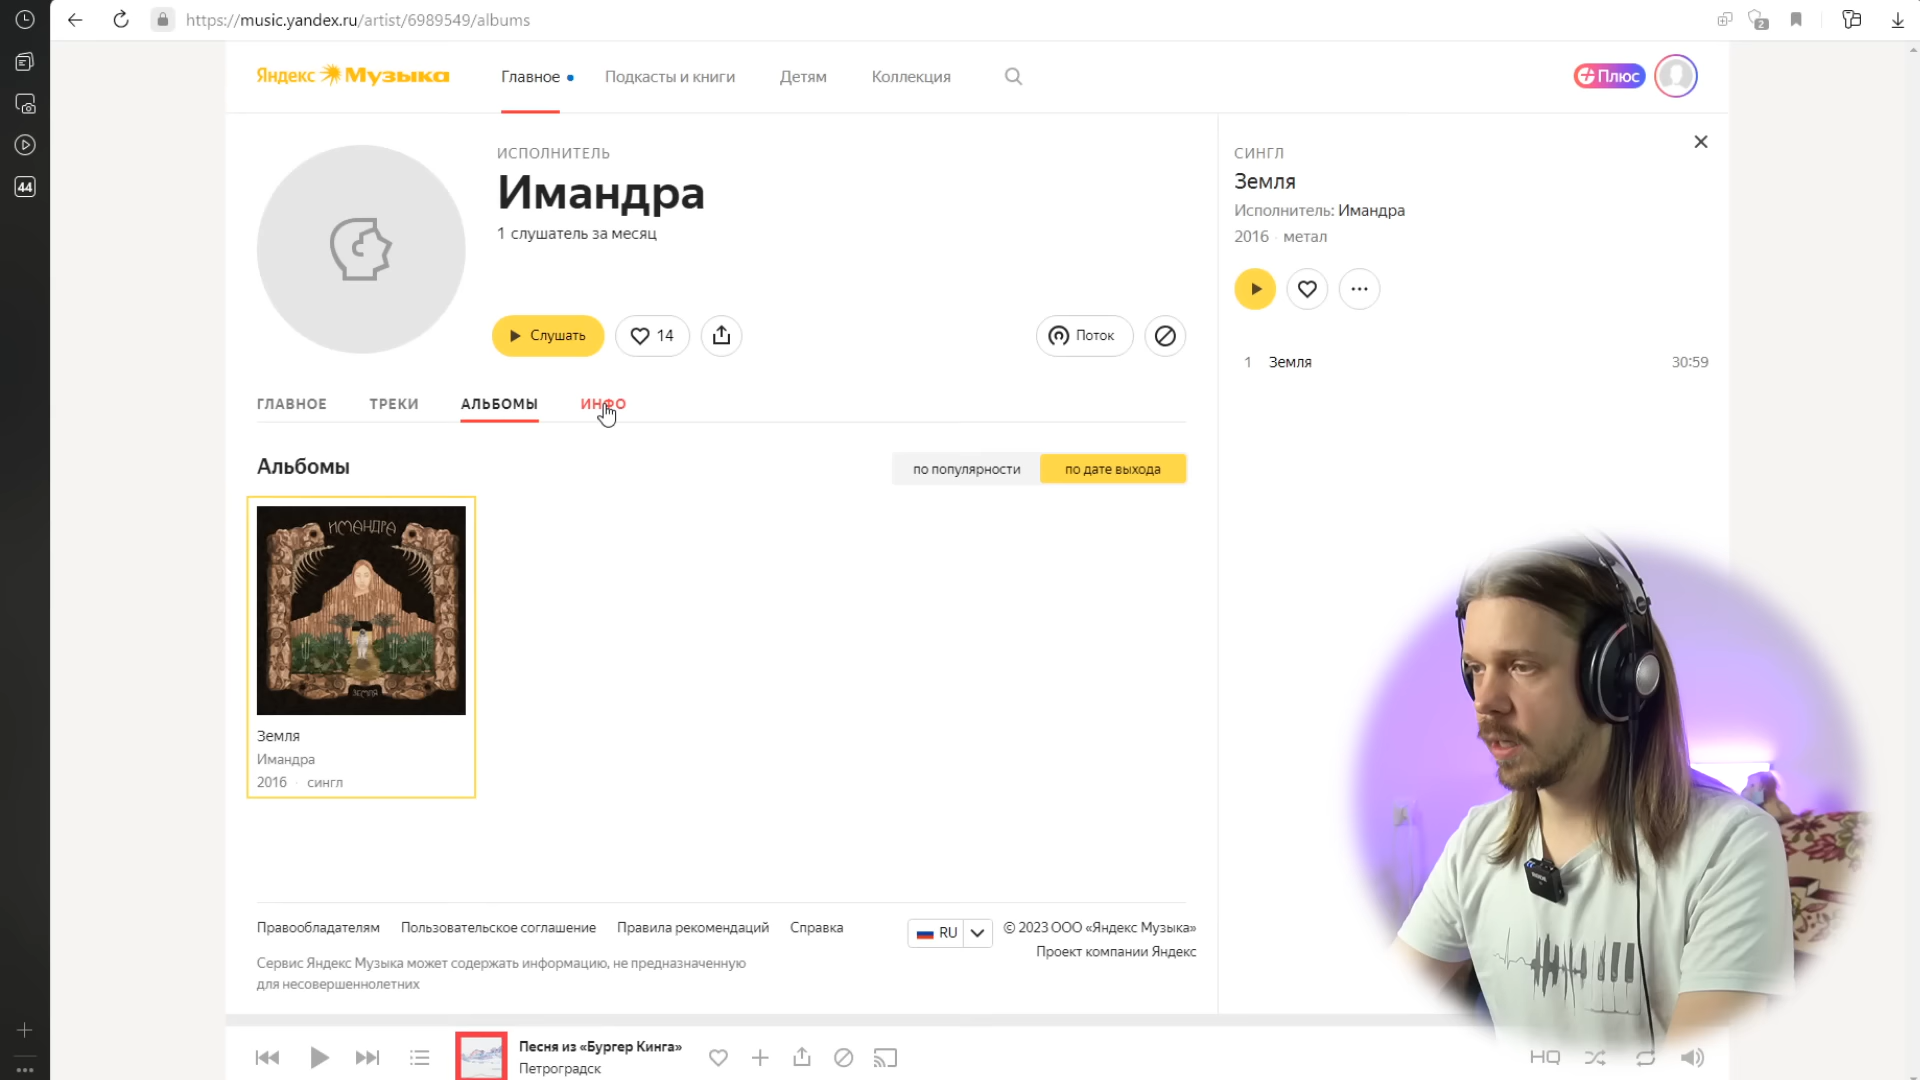 https://music.yandex.ru/artist/6989549/albums
2
44
Яндекс Музыка
Главное
Подкасты и книги
Детям
Коллекция
Плюс
ИСПОЛНИТЕЛЬ
Имандра
1 слушатель за месяц
Слушать
14
Поток
ГЛАВНОЕ
ТРЕКИ
АЛЬБОМЫ
ИНФО
Альбомы
по популярности
по дате выхода
ИМАНДРА
ЗЕМЛЯ
Земля
Имандра
2016 · сингл
СИНГЛ
Земля
Исполнитель: Имандра
2016 · метал
1 Земля 30:59
Правообладателям
Пользовательское соглашение
Правила рекомендаций
Справка
RU
© 2023 ООО «Яндекс Музыка»
Проект компании Яндекс
Сервис Яндекс Музыка может содержать информацию, не предназначенную
для несовершеннолетних
Песня из «Бургер Кинга»
Петроградск
HQ